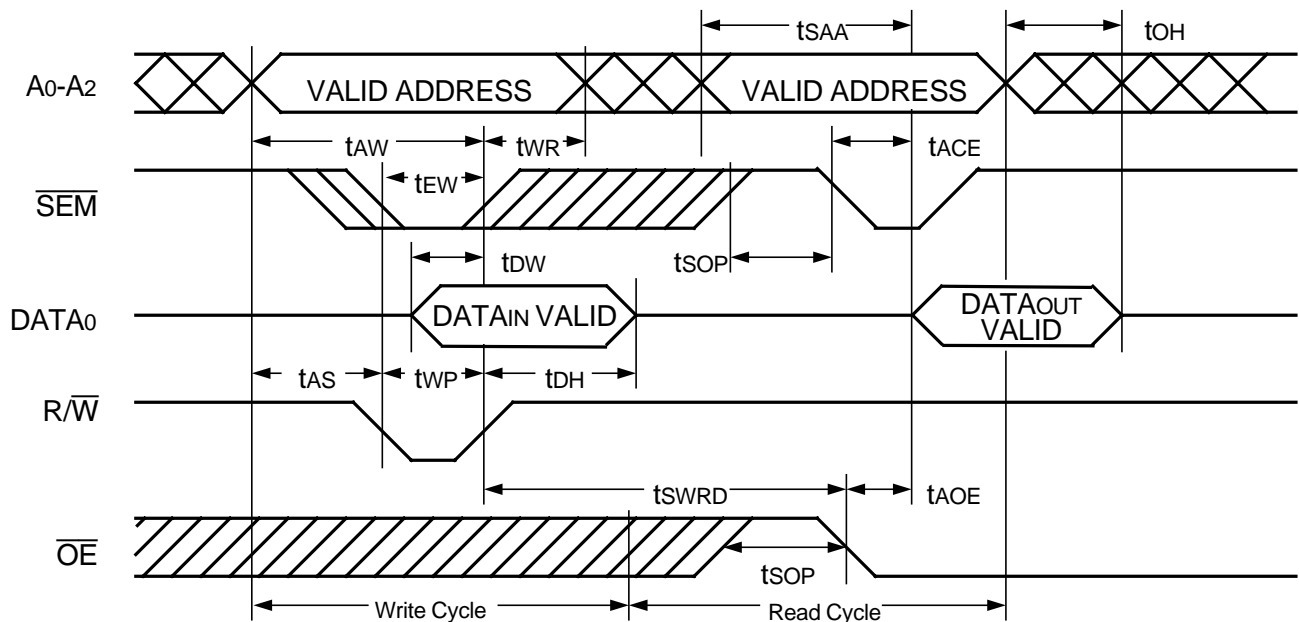 tSAA tOH
A0-A2 VALID ADDRESS VALID ADDRESS
tAW tWR tACE
tEW
SEM
tDW tSOP
DATA0 DATAIN VALID DATAOUT
VALID
tAS tWP tDH
R/W
tSWRD tAOE
OE
tSOP
Write Cycle Read Cycle